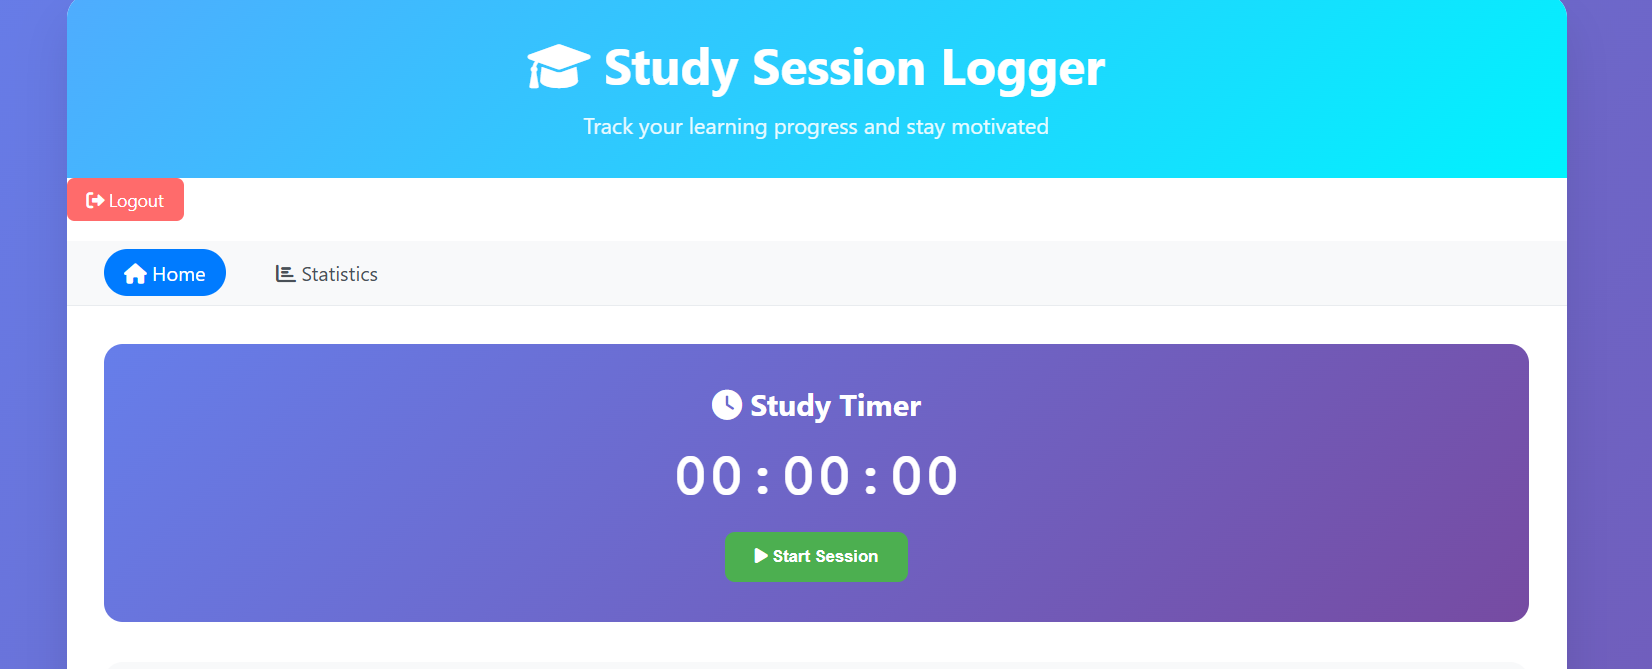 Study Session Logger
Track your learning progress and stay motivated
Logout
Home
Statistics
Study Timer
00:00:00
Start Session